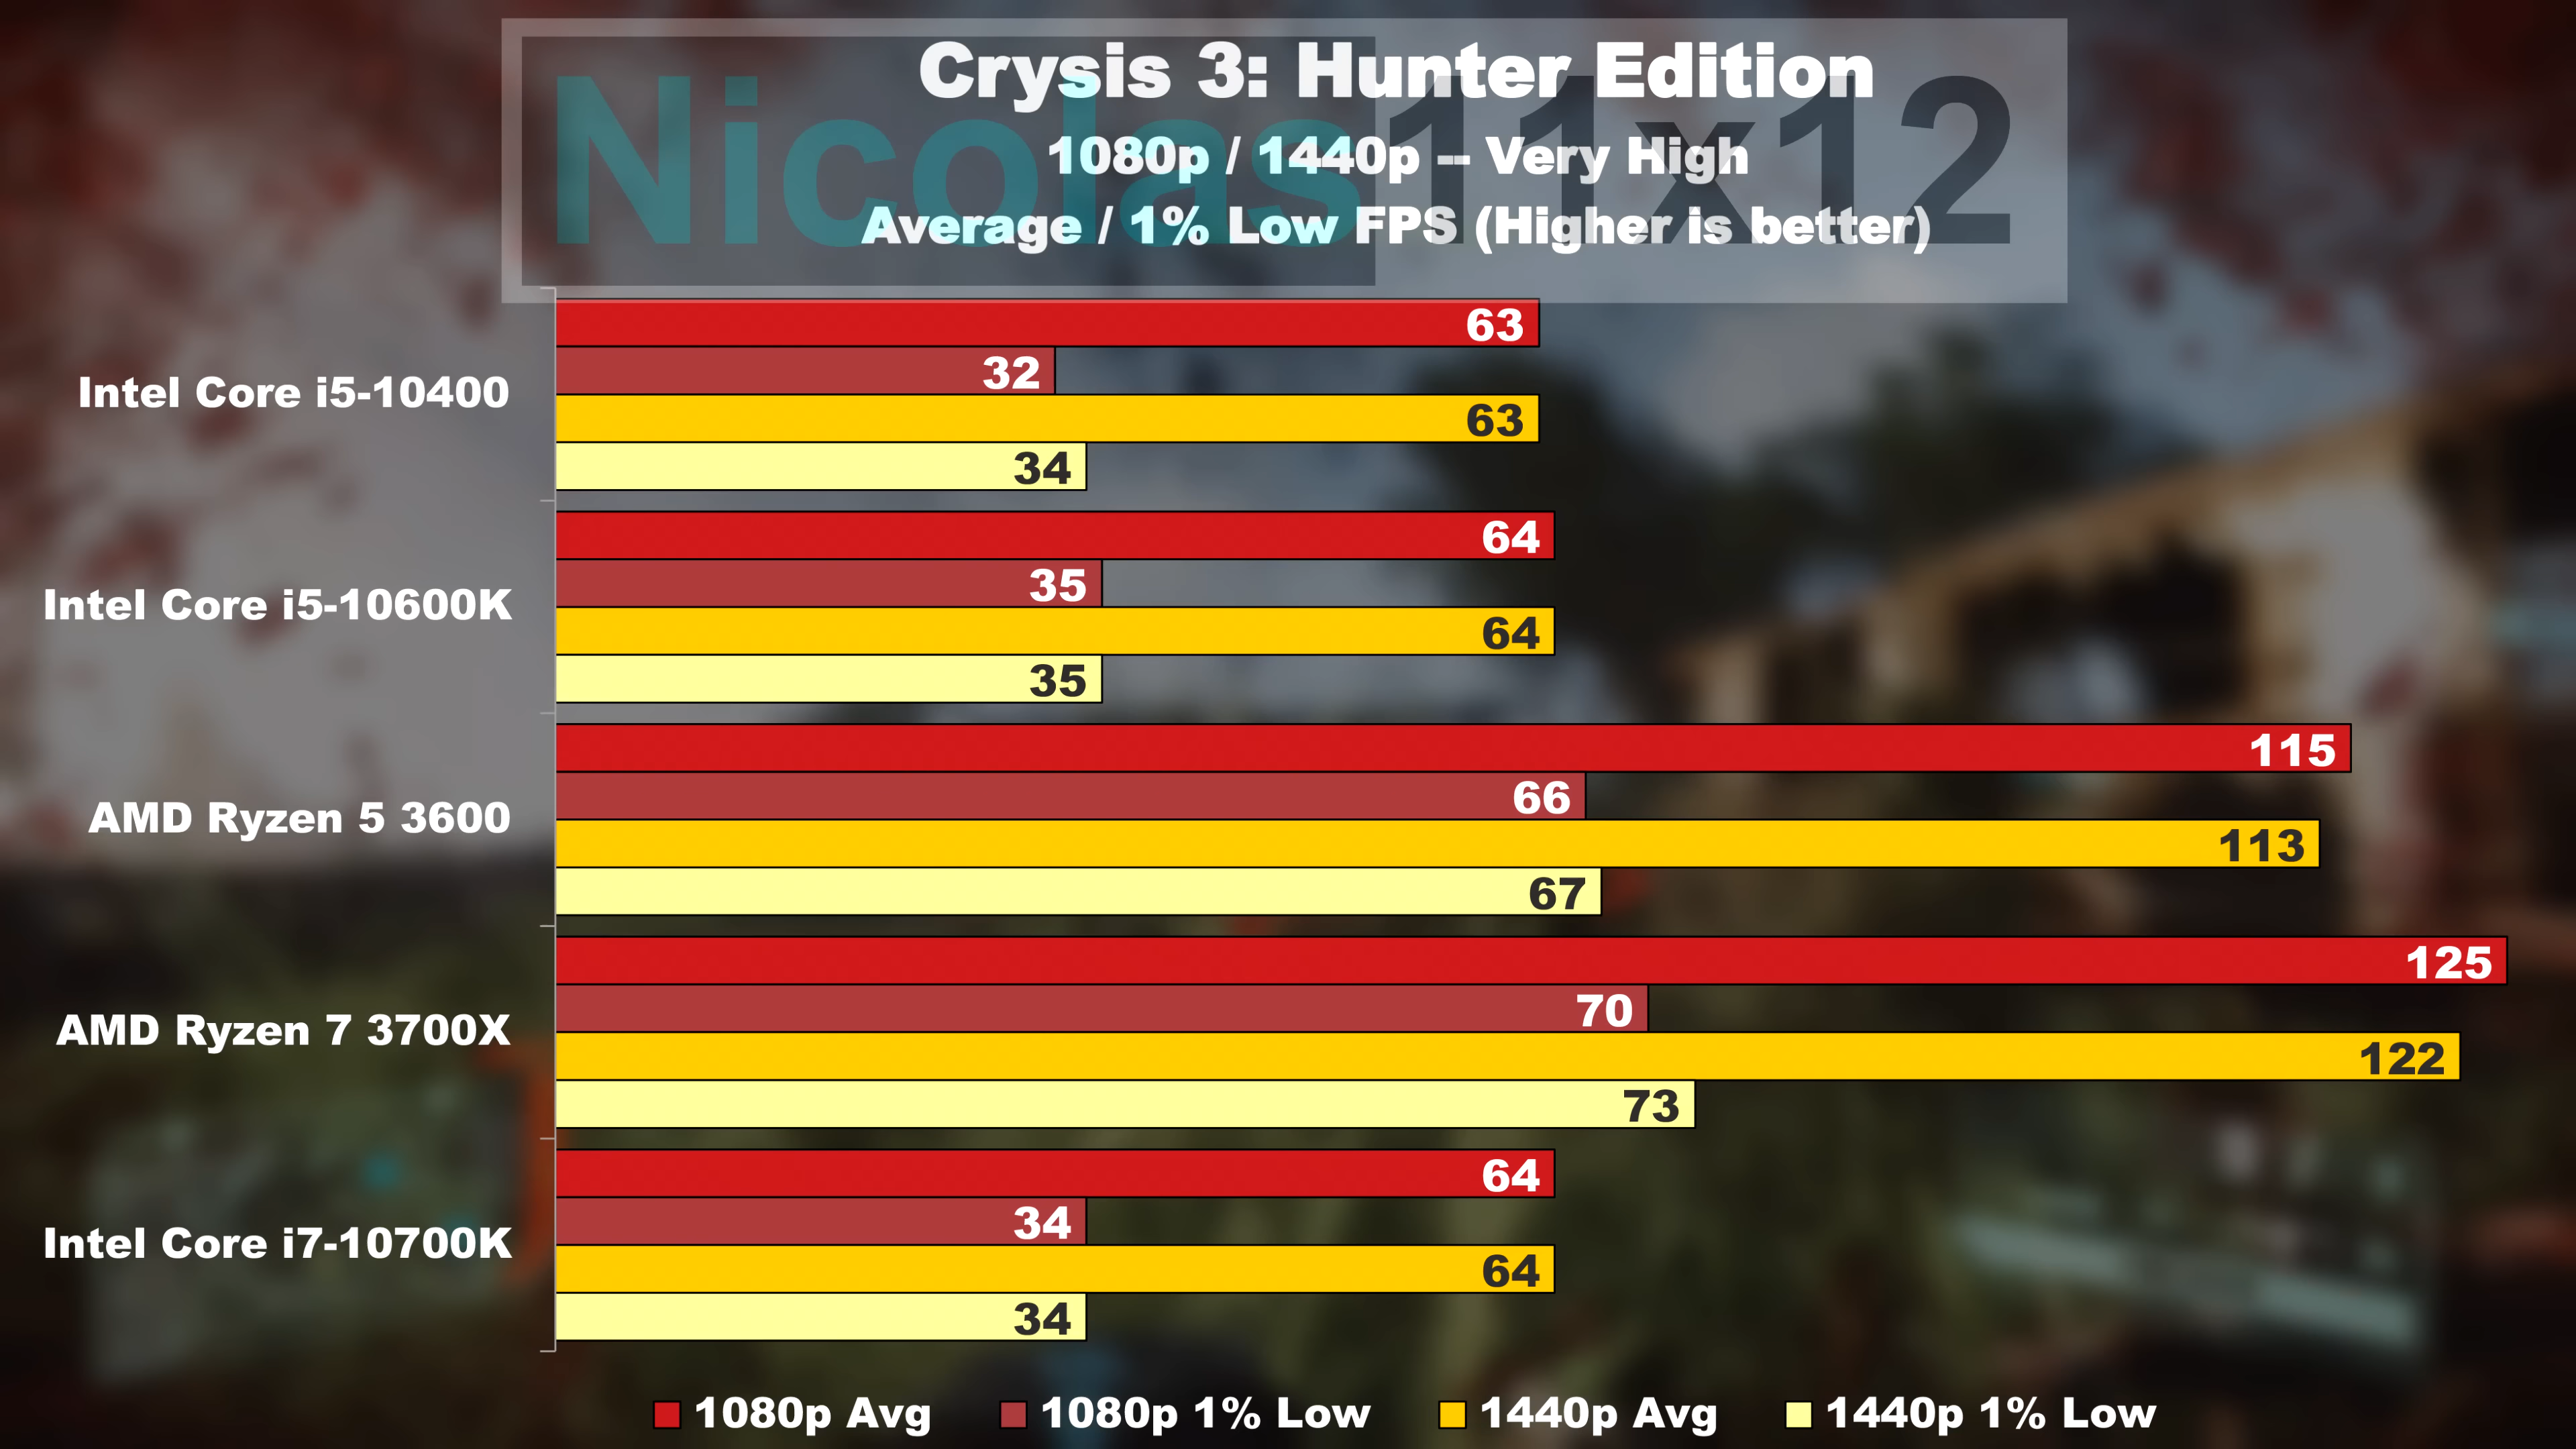 Crysis 3: Hunter Edition
Nicolas11x12
1080p / 1440p -- Very High
Average / 1% Low FPS (Higher is better)
Intel Core i5-10400
63
32
63
34
Intel Core i5-10600K
64
35
64
35
AMD Ryzen 5 3600
115
66
113
67
AMD Ryzen 7 3700X
125
70
122
73
Intel Core i7-10700K
64
34
64
34
1080p Avg 1080p 1% Low 1440p Avg 1440p 1% Low